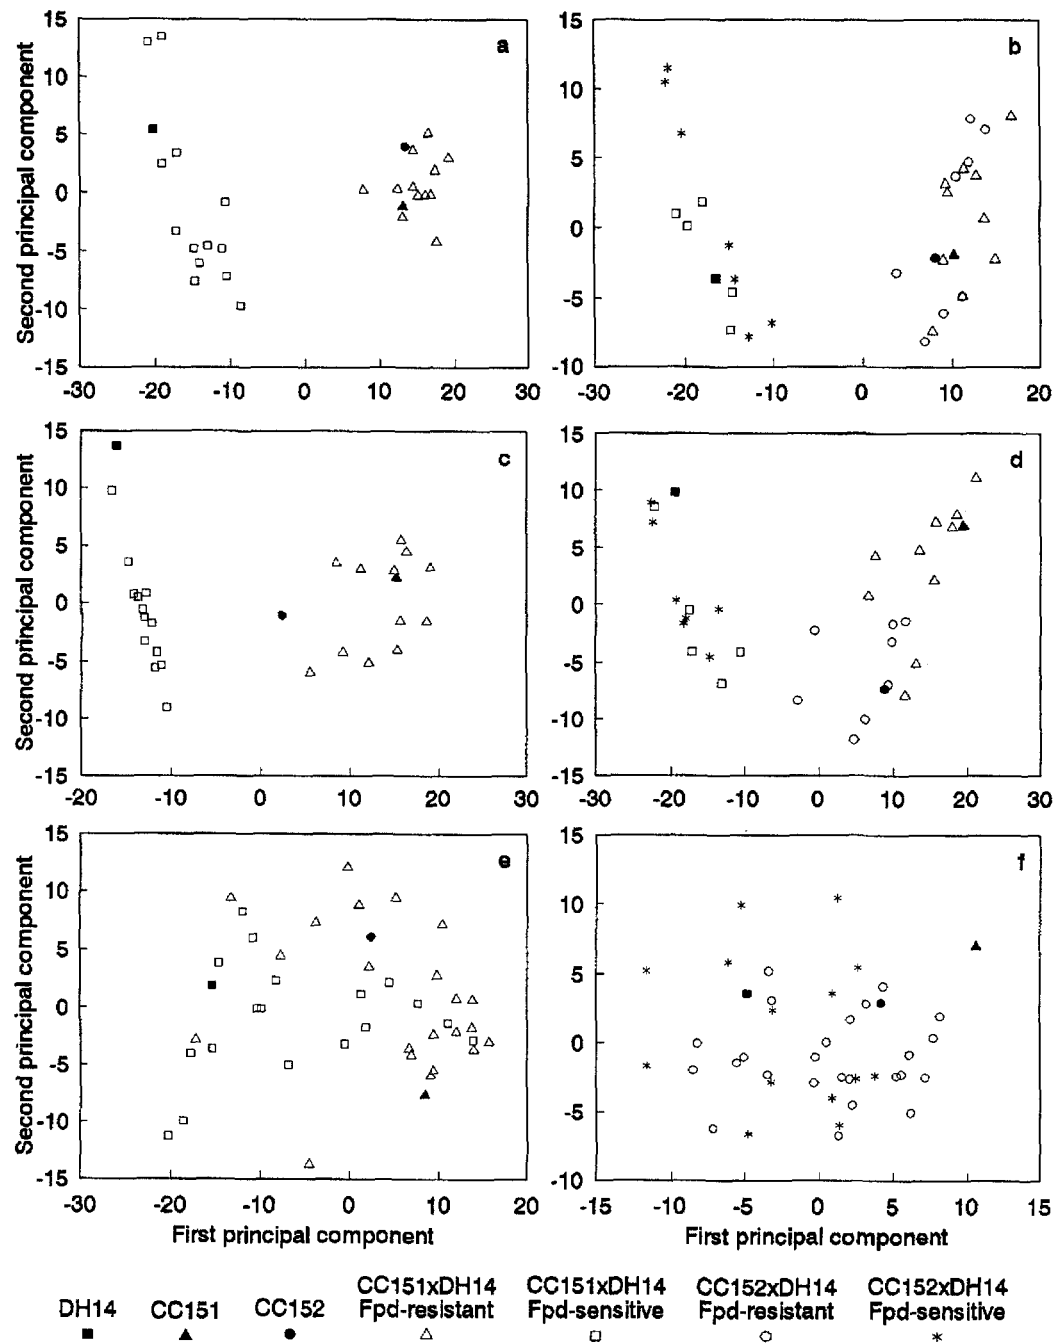 a
b
Second principal component
15
10
5
0
-5
-10
-15
-30 -20 -10 0 10 20 30
15
10
5
0
-5
-10
-30 -20 -10 0 10 20
c
d
Second principal component
15
10
5
0
-5
-10
-15
-20 -10 0 10 20 30
15
10
5
0
-5
-10
-15
-30 -20 -10 0 10 20 30
e
f
Second principal component
15
10
5
0
-5
-10
-15
-30 -20 -10 0 10 20
First principal component
15
10
5
0
-5
-10
-15 -10 -5 0 5 10 15
First principal component
DH14
CC151
CC152
CC151xDH14
Fpd-resistant
CC151xDH14
Fpd-sensitive
CC152xDH14
Fpd-resistant
CC152xDH14
Fpd-sensitive